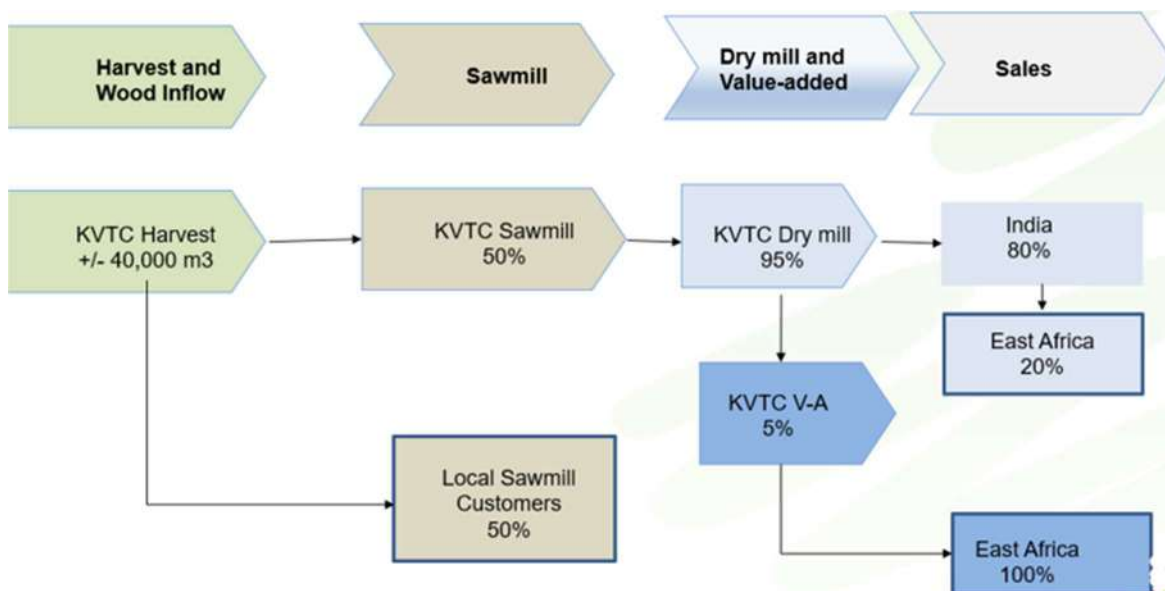 Harvest and
Wood Inflow
Sawmill
Dry mill and
Value-added
Sales
KVTC Harvest
+/- 40,000 m3
KVTC Sawmill
50%
KVTC Dry mill
95%
India
80%
East Africa
20%
KVTC V-A
5%
Local Sawmill
Customers
50%
East Africa
100%